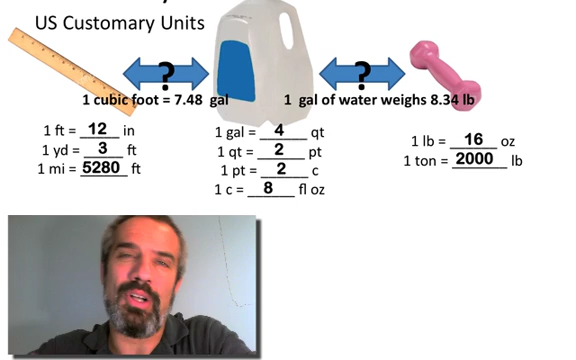 US Customary Units
?
?
1 cubic foot = 7.48 gal
1 gal of water weighs 8.34 lb
1 ft = 12 in
1 yd = 3 ft
1 mi = 5280 ft
1 gal = 4 qt
1 qt = 2 pt
1 pt = 2 c
1 c = 8 fl oz
1 lb = 16 oz
1 ton = 2000 lb